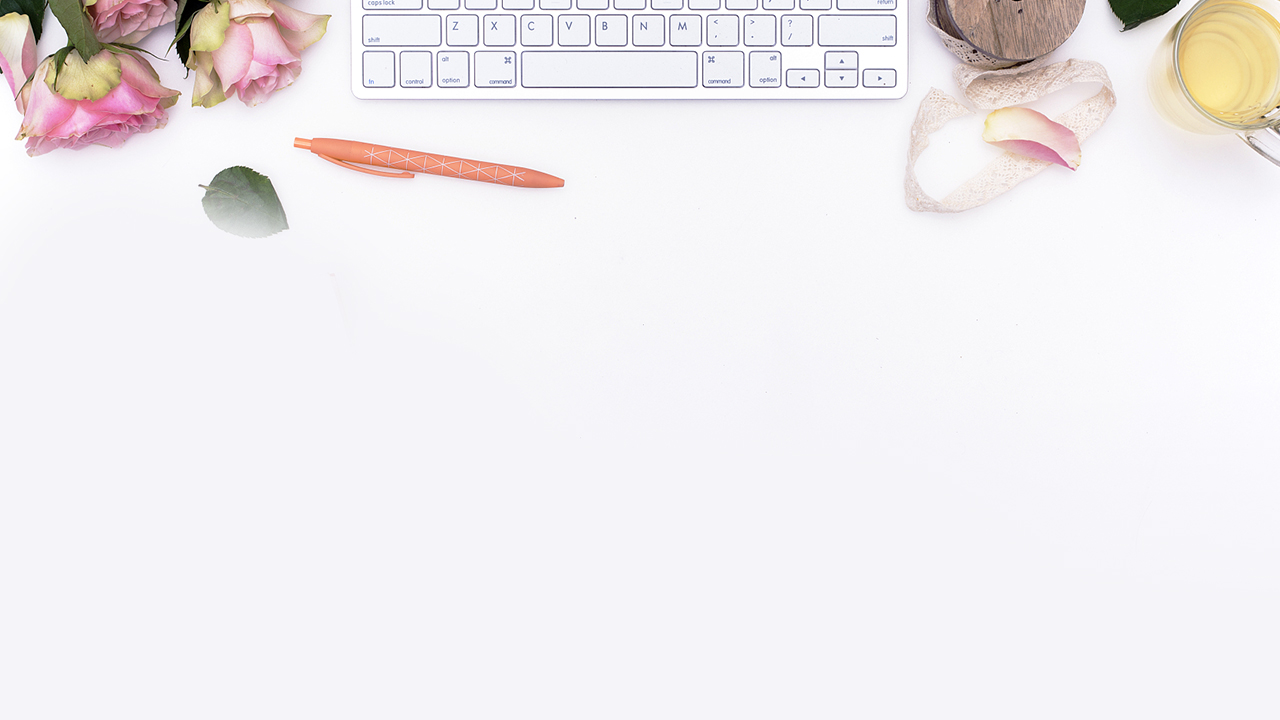 caps lock return
shift Z X C V B N M < , > . ? / shift
fn control alt option ⌘ command ⌘ command alt option ◄ ▲ ▼ ►